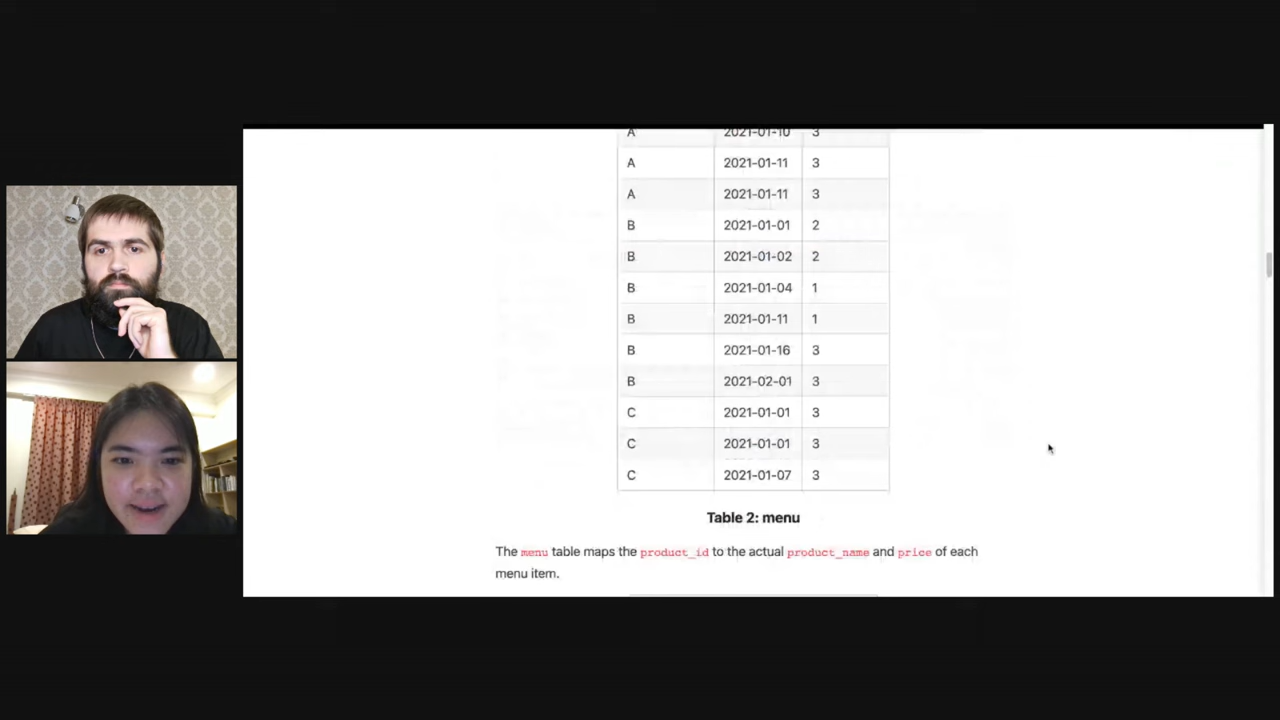 A 2021-01-10 3
A 2021-01-11 3
A 2021-01-11 3
B 2021-01-01 2
B 2021-01-02 2
B 2021-01-04 1
B 2021-01-11 1
B 2021-01-16 3
B 2021-02-01 3
C 2021-01-01 3
C 2021-01-01 3
C 2021-01-07 3
Table 2: menu
The menu table maps the product_id to the actual product_name and price of each
menu item.